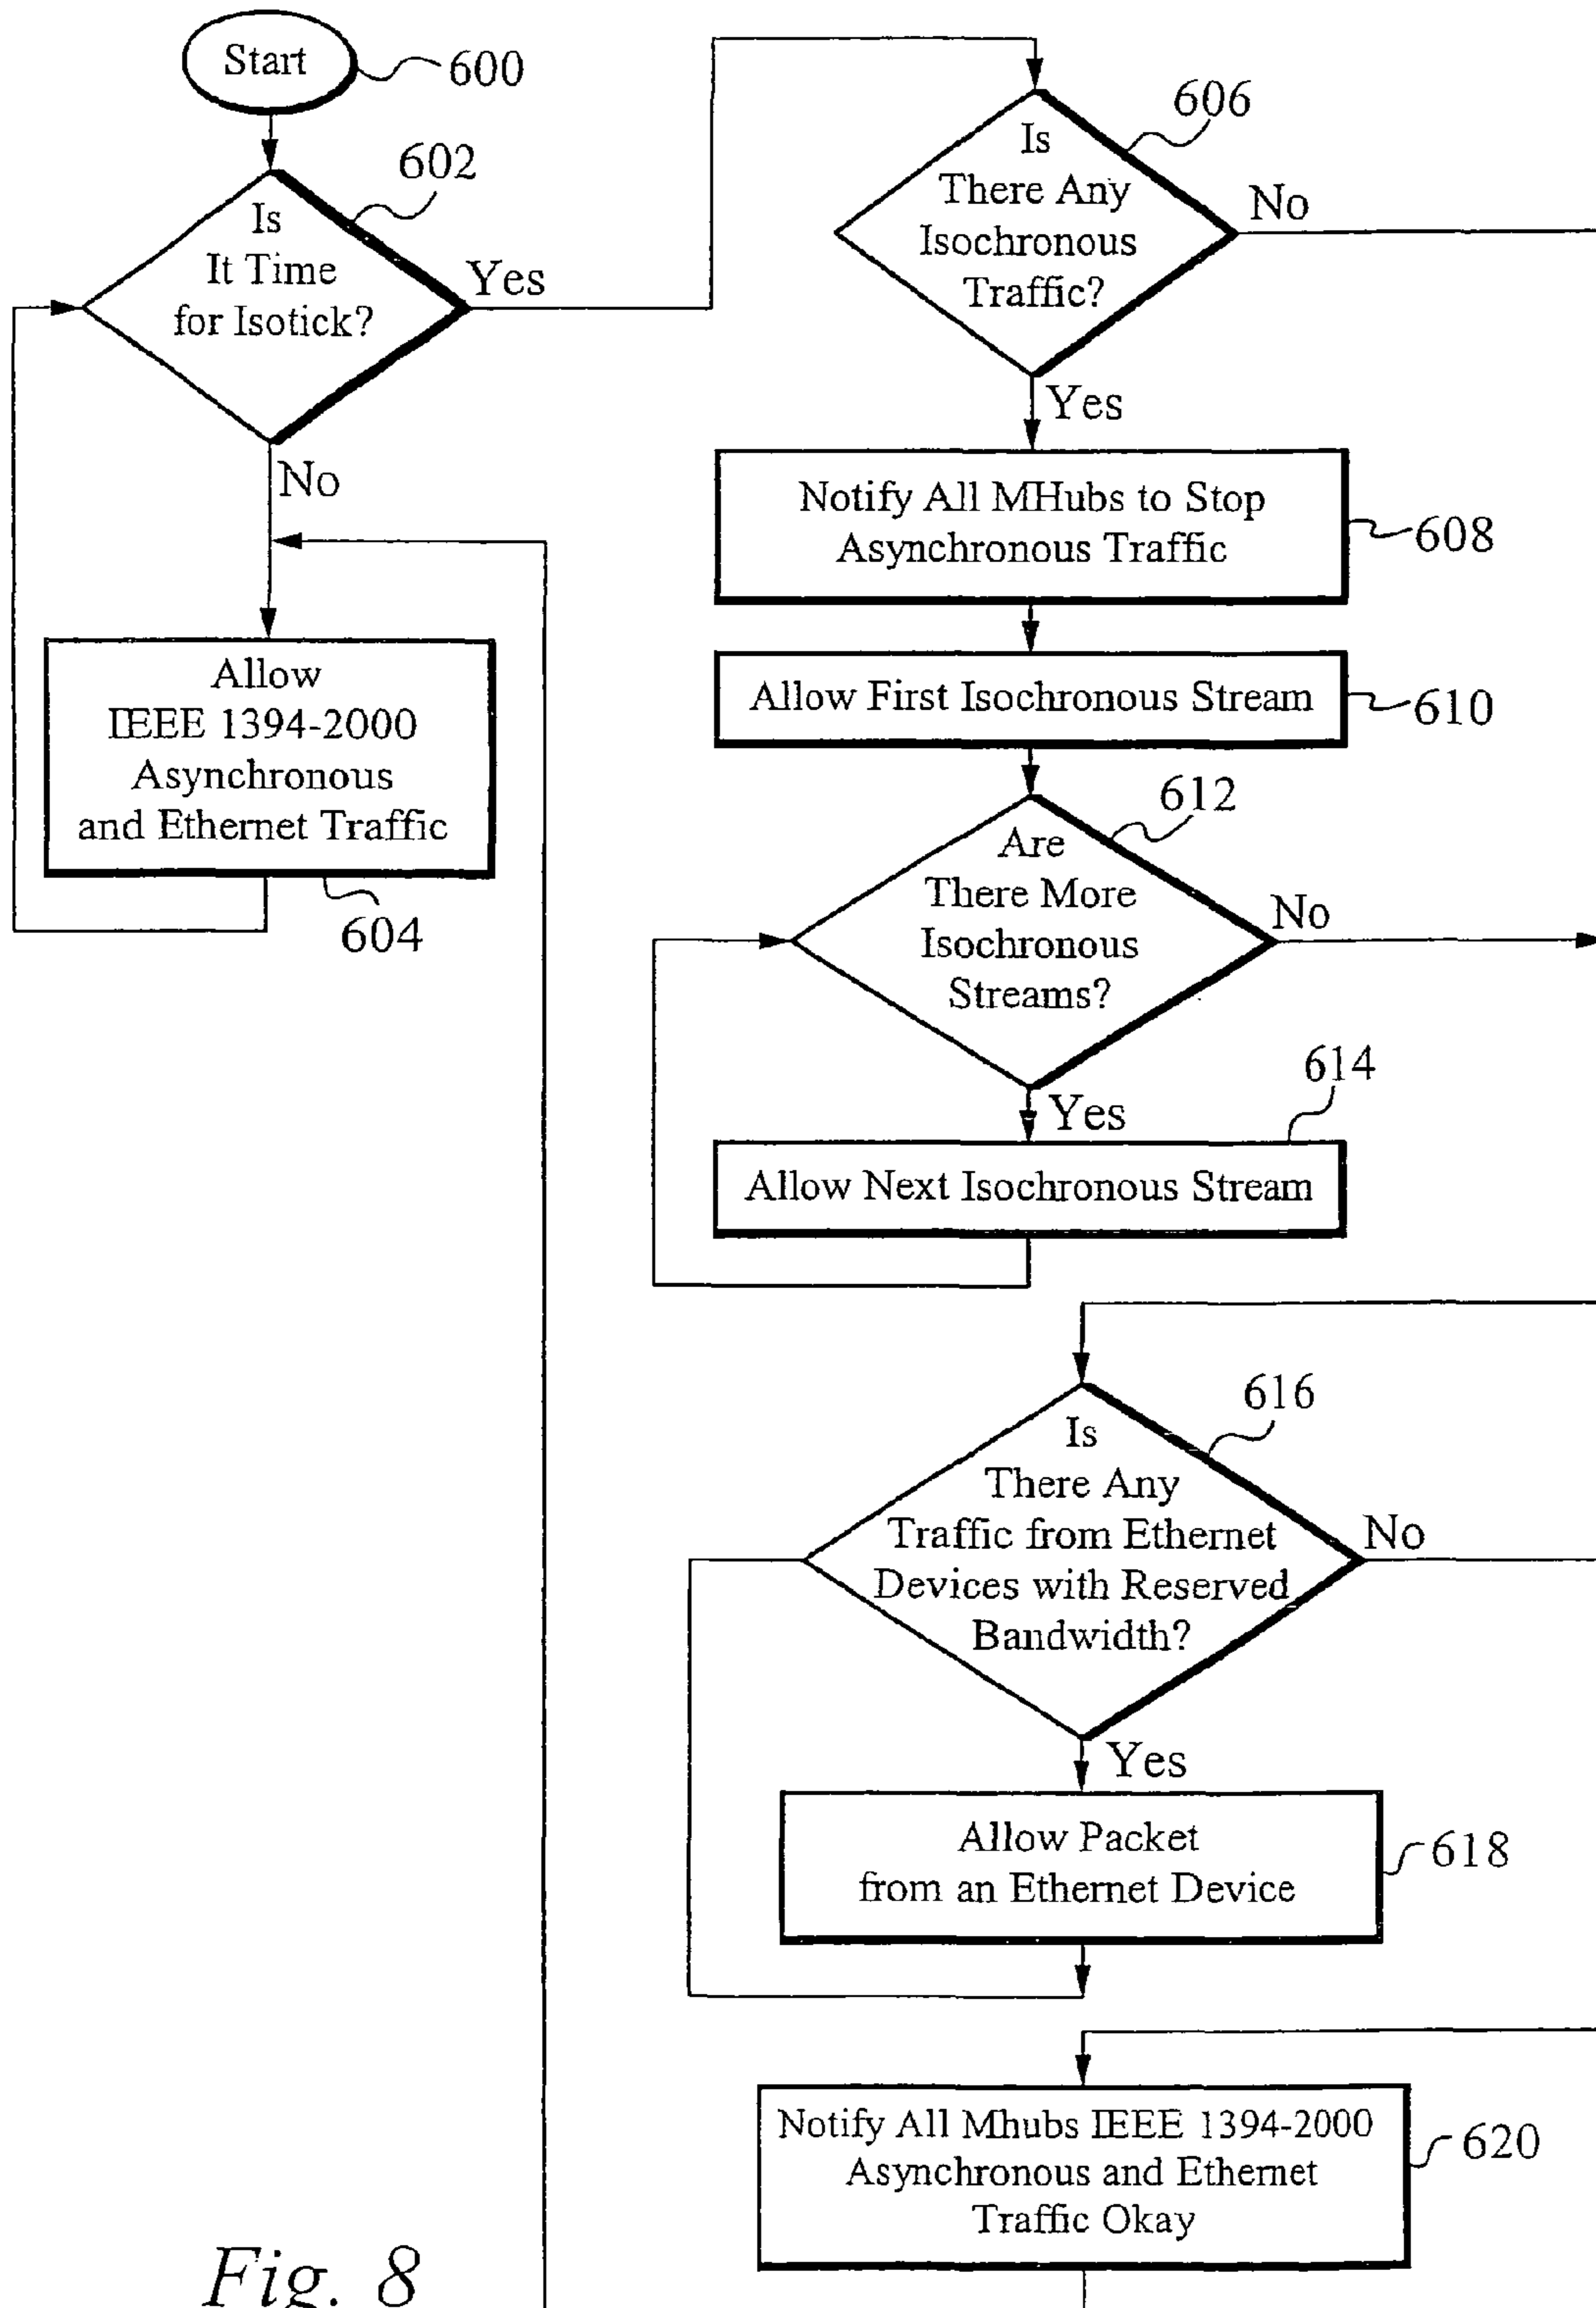 Start
600
602
Is
It Time
for Isotick?
Yes
No
Allow
IEEE 1394-2000
Asynchronous
and Ethernet Traffic
604
606
Is
There Any
Isochronous
Traffic?
No
Yes
Notify All MHubs to Stop
Asynchronous Traffic
608
Allow First Isochronous Stream
610
612
Are
There More
Isochronous
Streams?
No
Yes
614
Allow Next Isochronous Stream
616
Is
There Any
Traffic from Ethernet
Devices with Reserved
Bandwidth?
No
Yes
Allow Packet
from an Ethernet Device
618
Notify All Mhubs IEEE 1394-2000
Asynchronous and Ethernet
Traffic Okay
620
Fig. 8